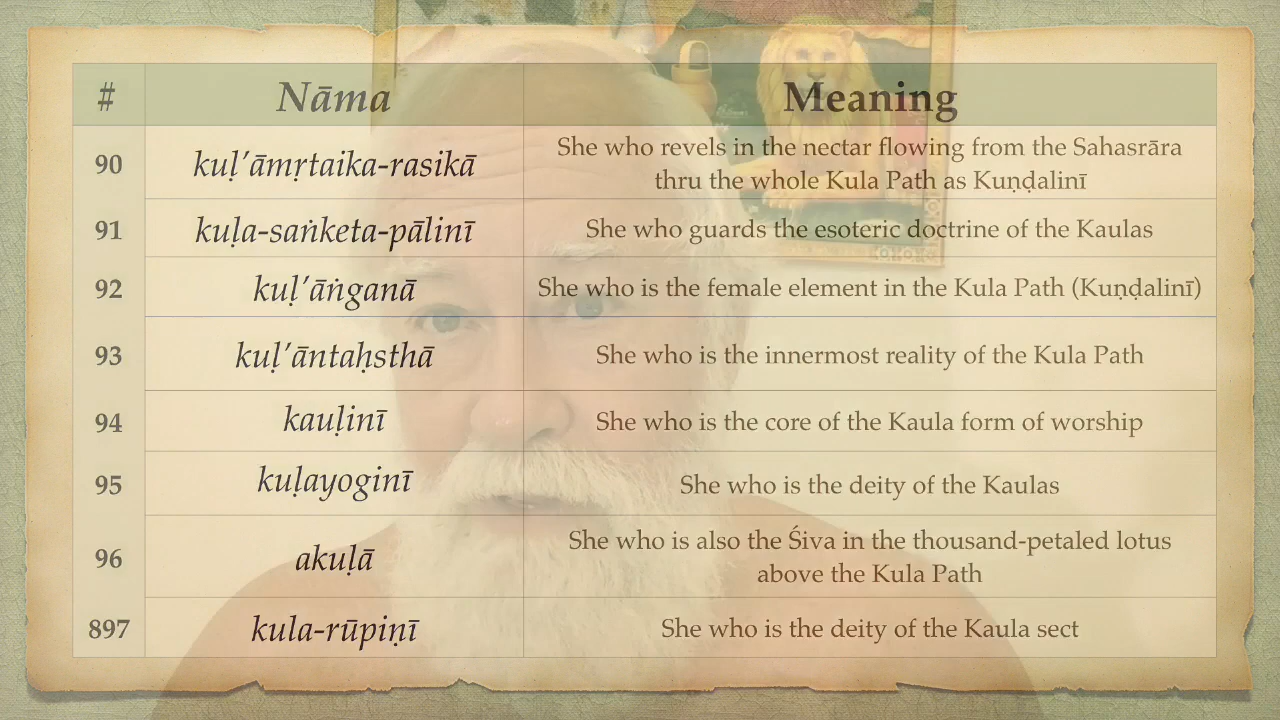 # Nāma Meaning
90 kuḷ’āmṛtaika-rasikā She who revels in the nectar flowing from the Sahasrāra
thru the whole Kula Path as Kuṇḍalinī
91 kuḷa-saṅketa-pālinī She who guards the esoteric doctrine of the Kaulas
92 kuḷ’āṅganā She who is the female element in the Kula Path (Kuṇḍalinī)
93 kuḷ’āntaḥsthā She who is the innermost reality of the Kula Path
94 kauḷinī She who is the core of the Kaula form of worship
95 kuḷayoginī She who is the deity of the Kaulas
96 akuḷā She who is also the Śiva in the thousand-petaled lotus
above the Kula Path
897 kula-rūpiṇī She who is the deity of the Kaula sect